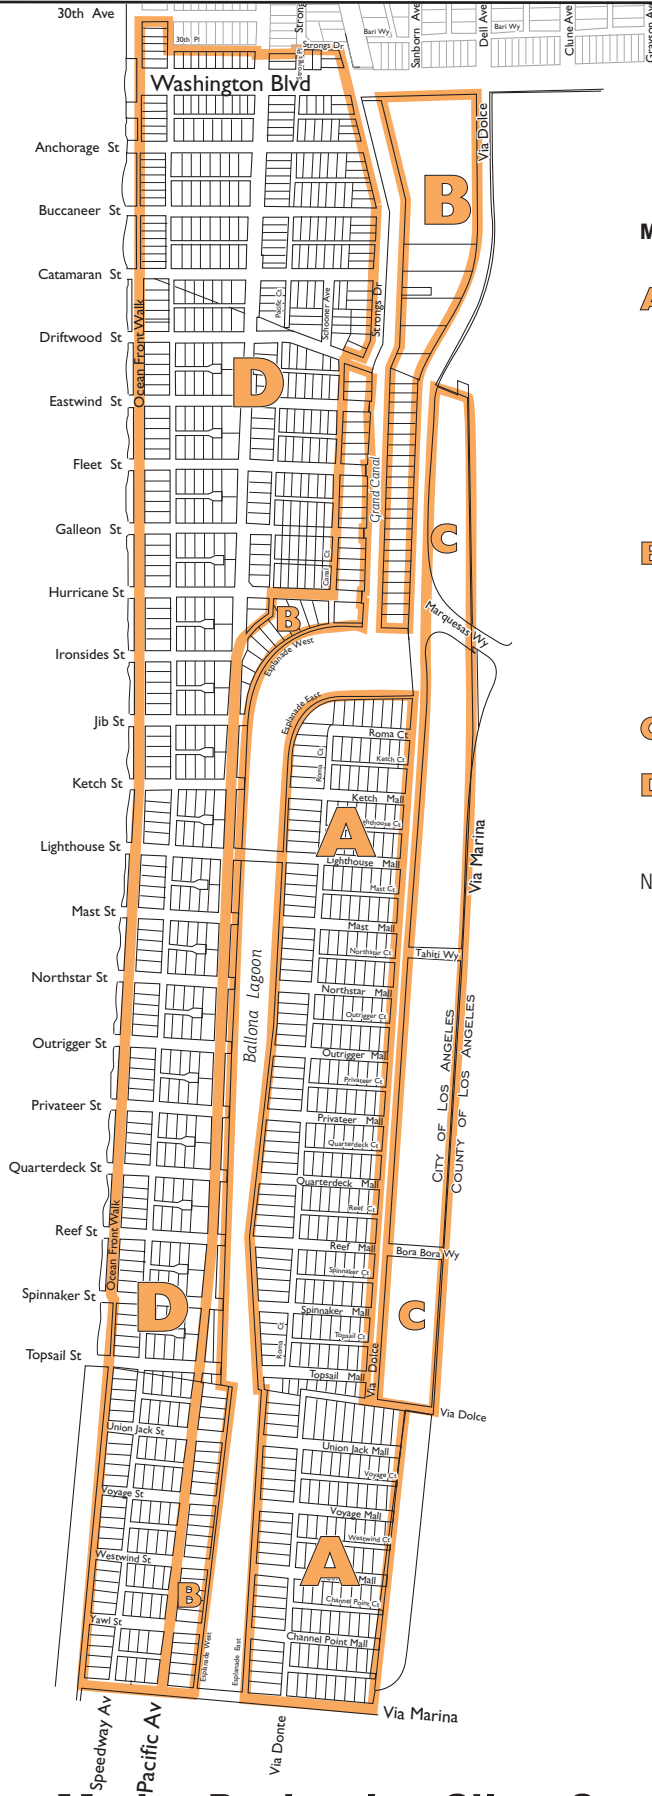 30th Ave
30th Pl
Strong
Strongs Dr
Bari Wy
Sanborn Ave
Dell Ave
Bari Wy
Clune Ave
Grayson Av
Washington Blvd
Via Dolce
Anchorage St
B
Buccaneer St
Catamaran St
Pacific Ct
Schooner Ave
Strongs Dr
Ocean Front Walk
Driftwood St
D
Eastwind St
Fleet St
Grand Canal
Galleon St
C
Canal Ct
Hurricane St
B
Marquesas Wy
Esplanade West
Ironsides St
Esplanade East
Jib St
Roma Ct
Ketch Ct
Roma Ct
Ketch St
Ketch Mall
Lighthouse Ct
A
Lighthouse St
Lighthouse Mall
Via Marina
Mast Ct
Mast St
Mast Mall
Northstar Ct
Tahiti Wy
Ballona Lagoon
Northstar St
Northstar Mall
Outrigger Ct
Outrigger St
Outrigger Mall
City of Los Angeles
County of Los Angeles
Privateer Ct
Privateer St
Privateer Mall
Quarterdeck Ct
Quarterdeck St
Quarterdeck Mall
Reef Ct
Ocean Front Walk
Reef St
Reef Mall
Bora Bora Wy
Spinnaker Ct
Spinnaker St
D
C
Spinnaker Mall
Topsail Ct
Roma Ct
Topsail St
Topsail Mall
Via Dolce
Via Dolce
Union Jack St
Union Jack Mall
Voyage Ct
Voyage St
Voyage Mall
Westwind Ct
Westwind St
A
Mall
B
Channel Point Ct
Yawl St
Channel Point Mall
Esplanade West
Esplanade East
Via Marina
Speedway Av
Pacific Av
Via Donte